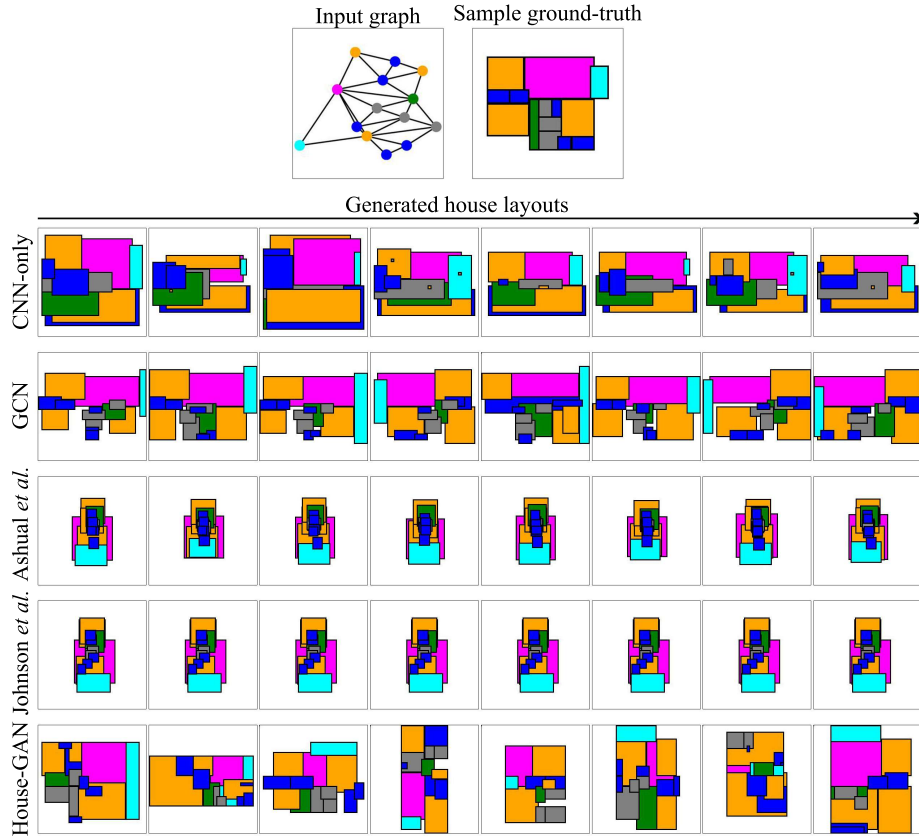 Input graph
Sample ground-truth
Generated house layouts
CNN-only
GCN
Ashual et al.
Johnson et al.
House-GAN